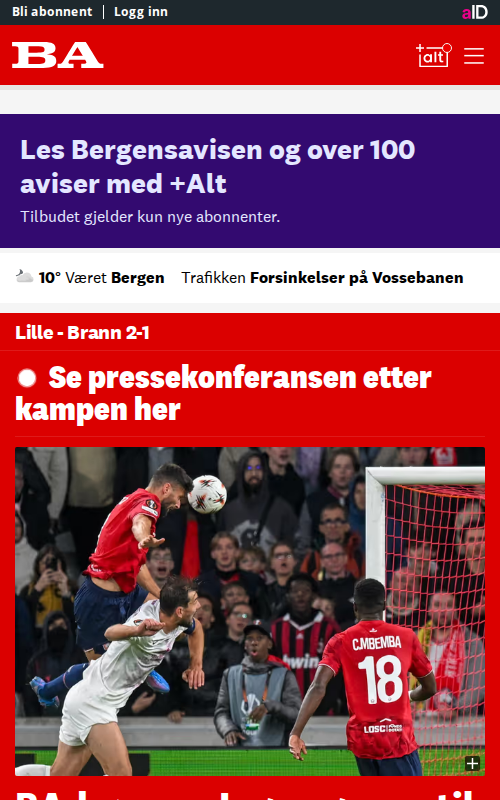 Bli abonnent | Logg inn
aID
BA
+alt
Les Bergensavisen og over 100
aviser med +Alt
Tilbudet gjelder kun nye abonnenter.
10° Været Bergen Trafikken Forsinkelser på Vossebanen
Lille - Brann 2-1
Se pressekonferansen etter
kampen her
C.MBEMBA
18
LOSC